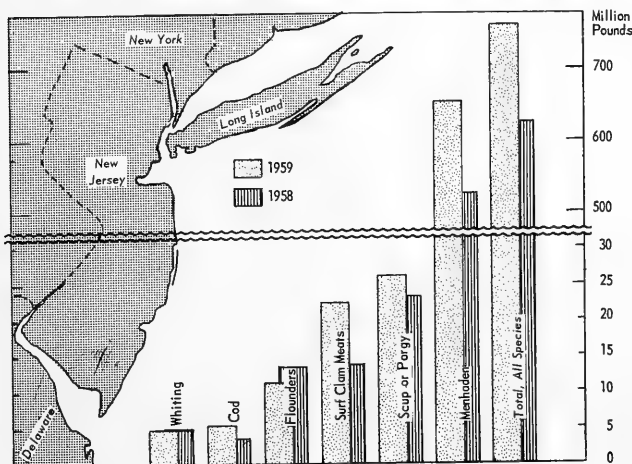 Million
Pounds
New York
700
Long Island
600
New
Jersey
1959
1958
500
30
25
20
15
10
5
0
Whiting
Cod
Flounders
Surf Clam Meats
Scup or Porgy
Menhaden
Total, All Species
Delaware